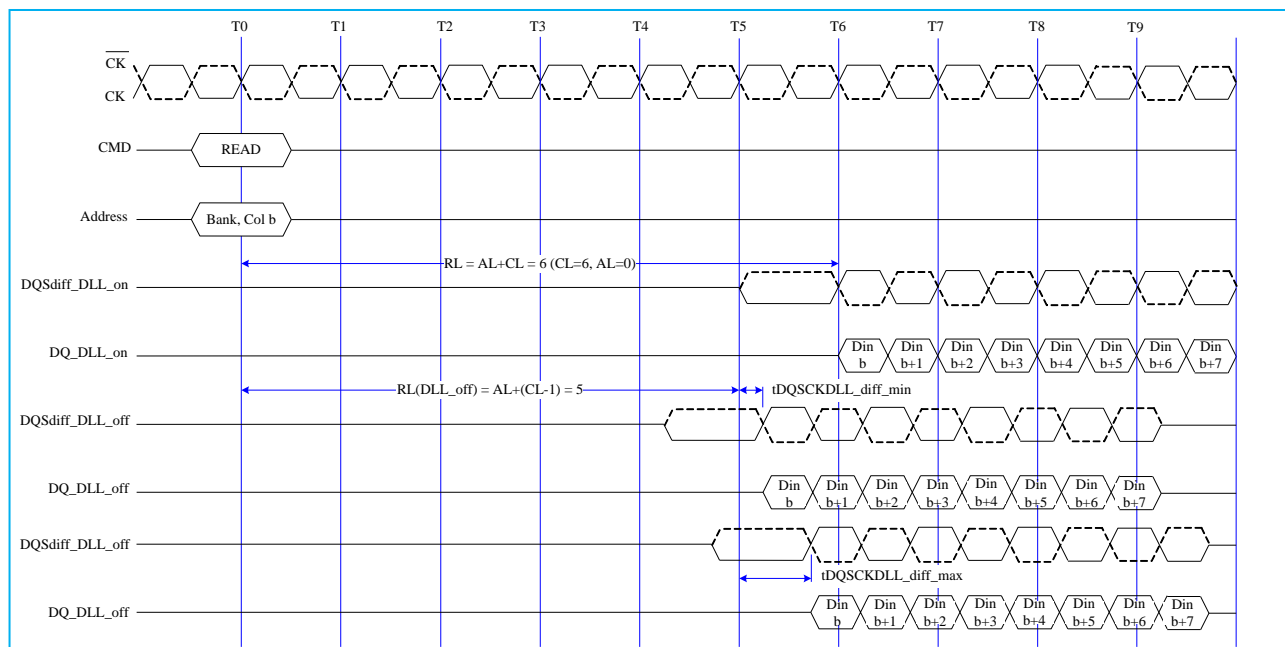 T0 T1 T2 T3 T4 T5 T6 T7 T8 T9
CK
CK
CMD READ
Address Bank, Col b
RL = AL+CL = 6 (CL=6, AL=0)
DQSdiff_DLL_on
DQ_DLL_on Din b Din b+1 Din b+2 Din b+3 Din b+4 Din b+5 Din b+6 Din b+7
RL(DLL_off) = AL+(CL-1) = 5 tDQSCKDLL_diff_min
DQSdiff_DLL_off
DQ_DLL_off Din b Din b+1 Din b+2 Din b+3 Din b+4 Din b+5 Din b+6 Din b+7
DQSdiff_DLL_off
tDQSCKDLL_diff_max
DQ_DLL_off Din b Din b+1 Din b+2 Din b+3 Din b+4 Din b+5 Din b+6 Din b+7